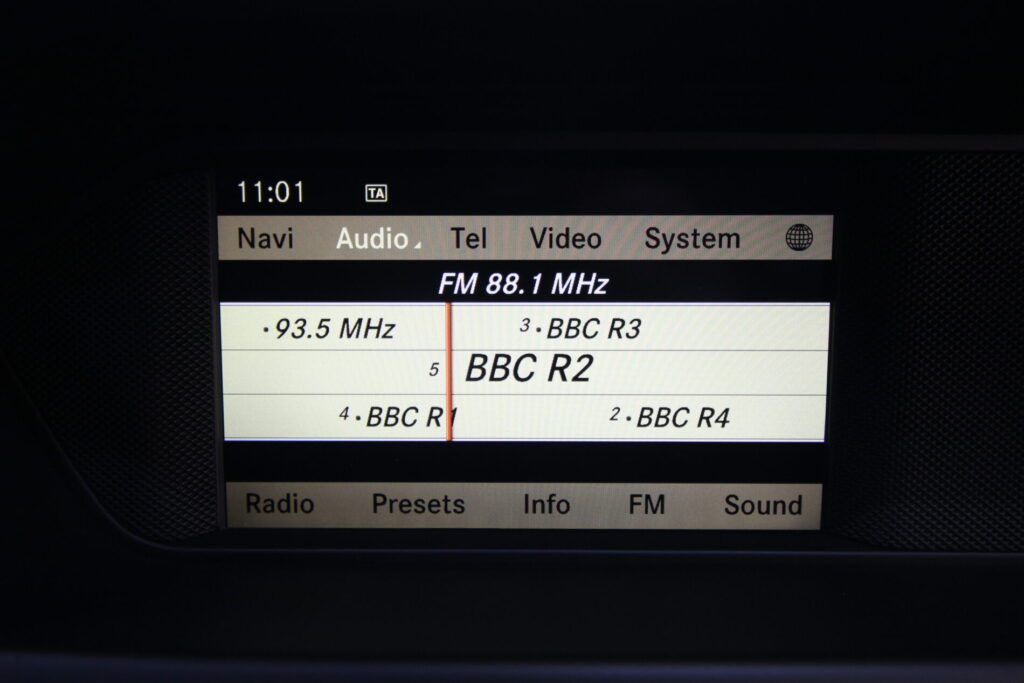 11:01 TA
Navi Audio Tel Video System
FM 88.1 MHz
·93.5 MHz 3·BBC R3
5 BBC R2
4·BBC R1 2·BBC R4
Radio Presets Info FM Sound